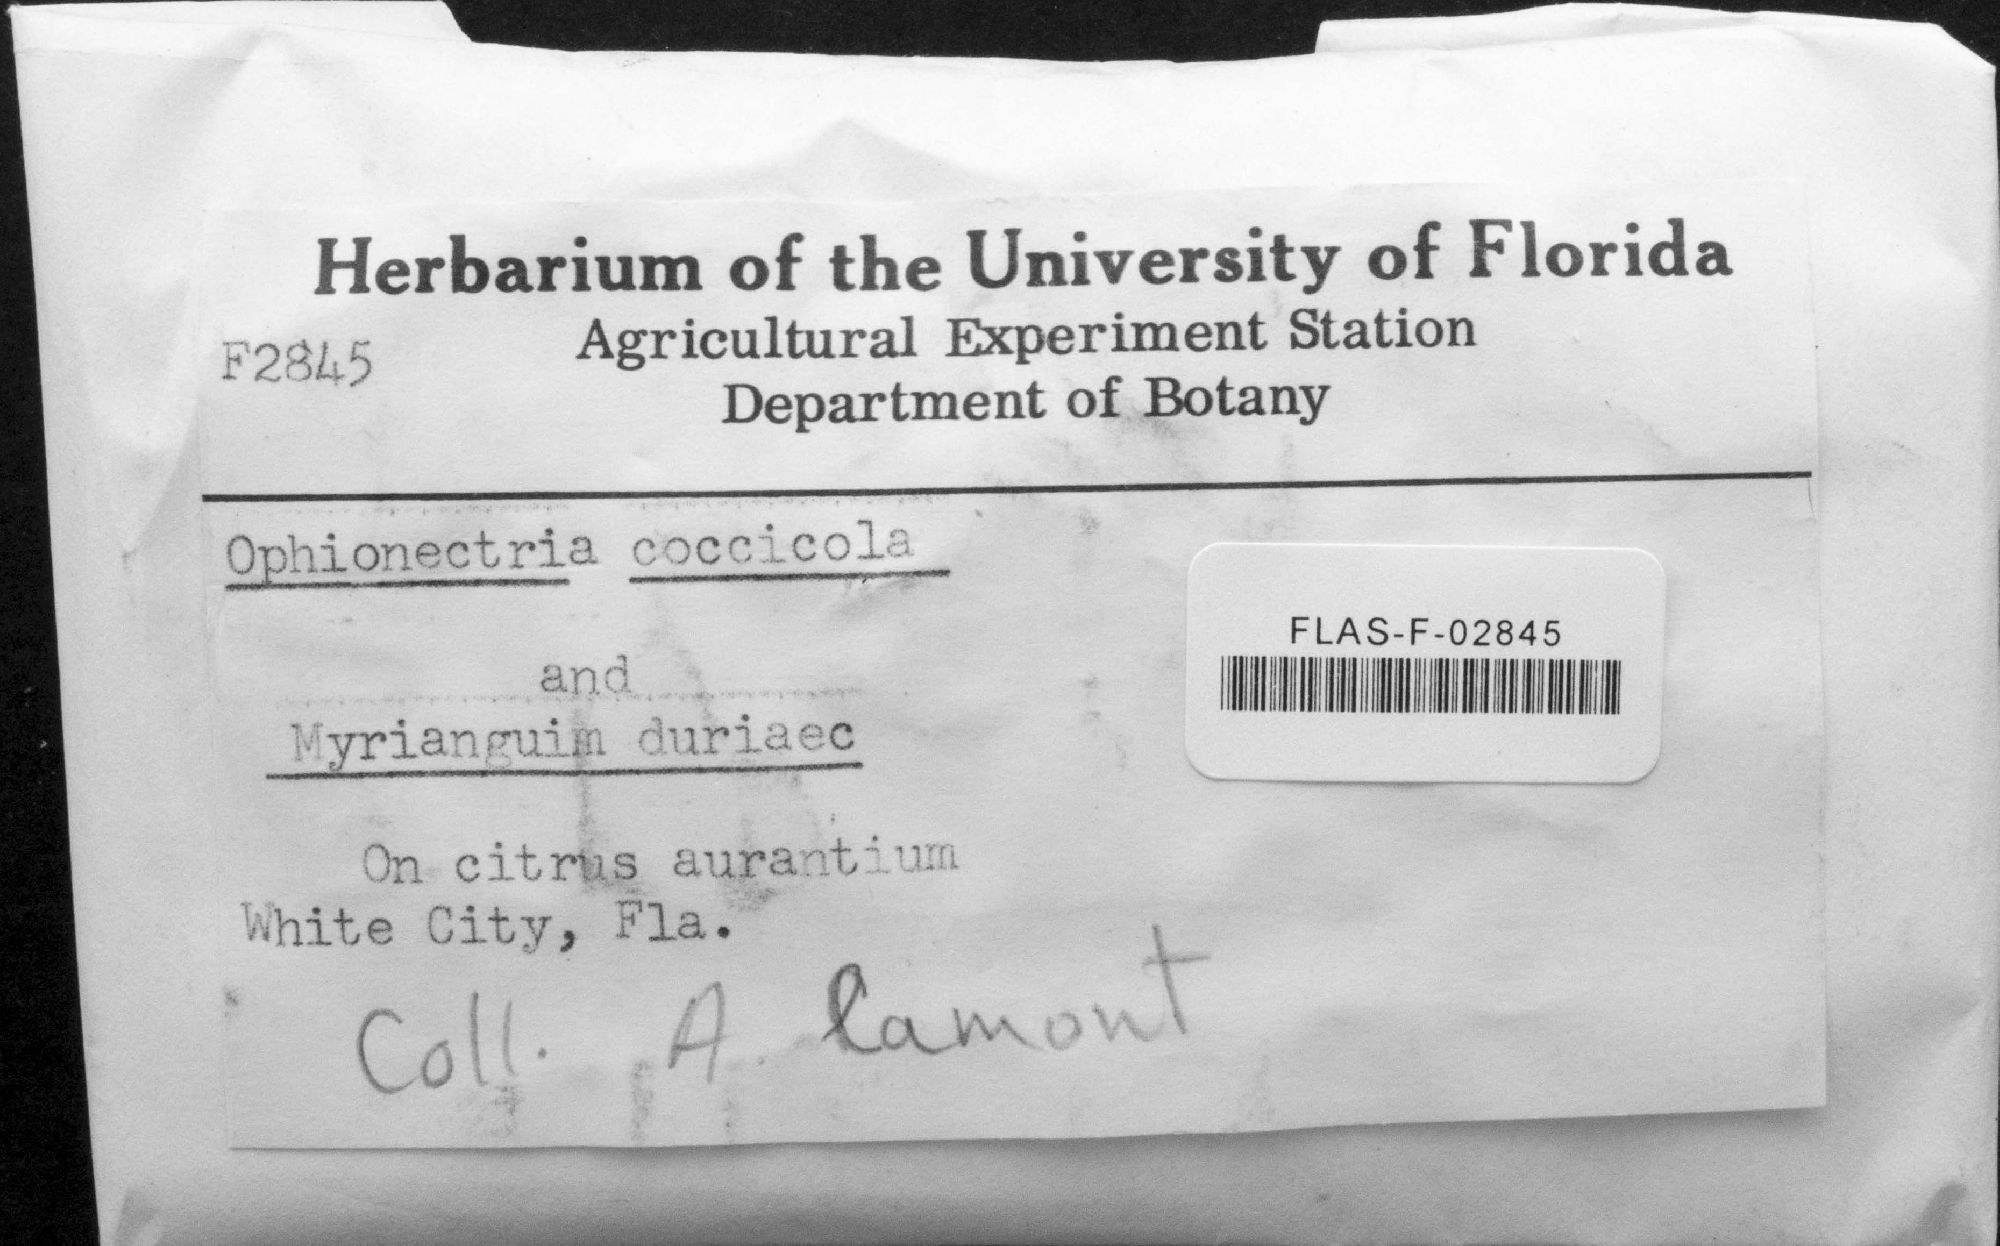 Herbarium of the University of Florida
F2845
Agricultural Experiment Station
Department of Botany
Ophionectria coccicola
and
Myrianguim duriaec
On citrus aurantium
White City, Fla.
Coll. A. lamont
FLAS-F-02845